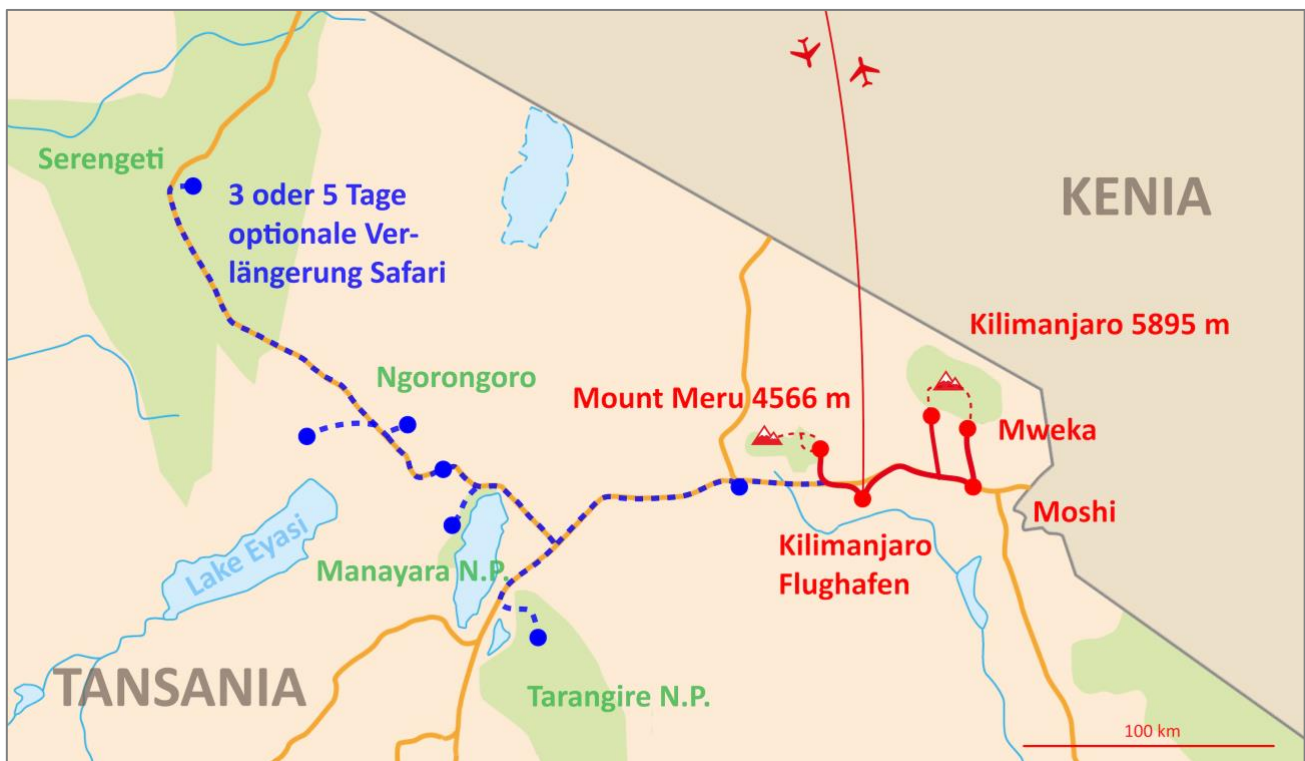 Serengeti
3 oder 5 Tage
optionale Ver-
längerung Safari
KENIA
Kilimanjaro 5895 m
Ngorongoro
Mount Meru 4566 m
Mweka
Moshi
Lake Eyasi
Manayara N.P.
Kilimanjaro
Flughafen
TANSANIA
Tarangire N.P.
100 km